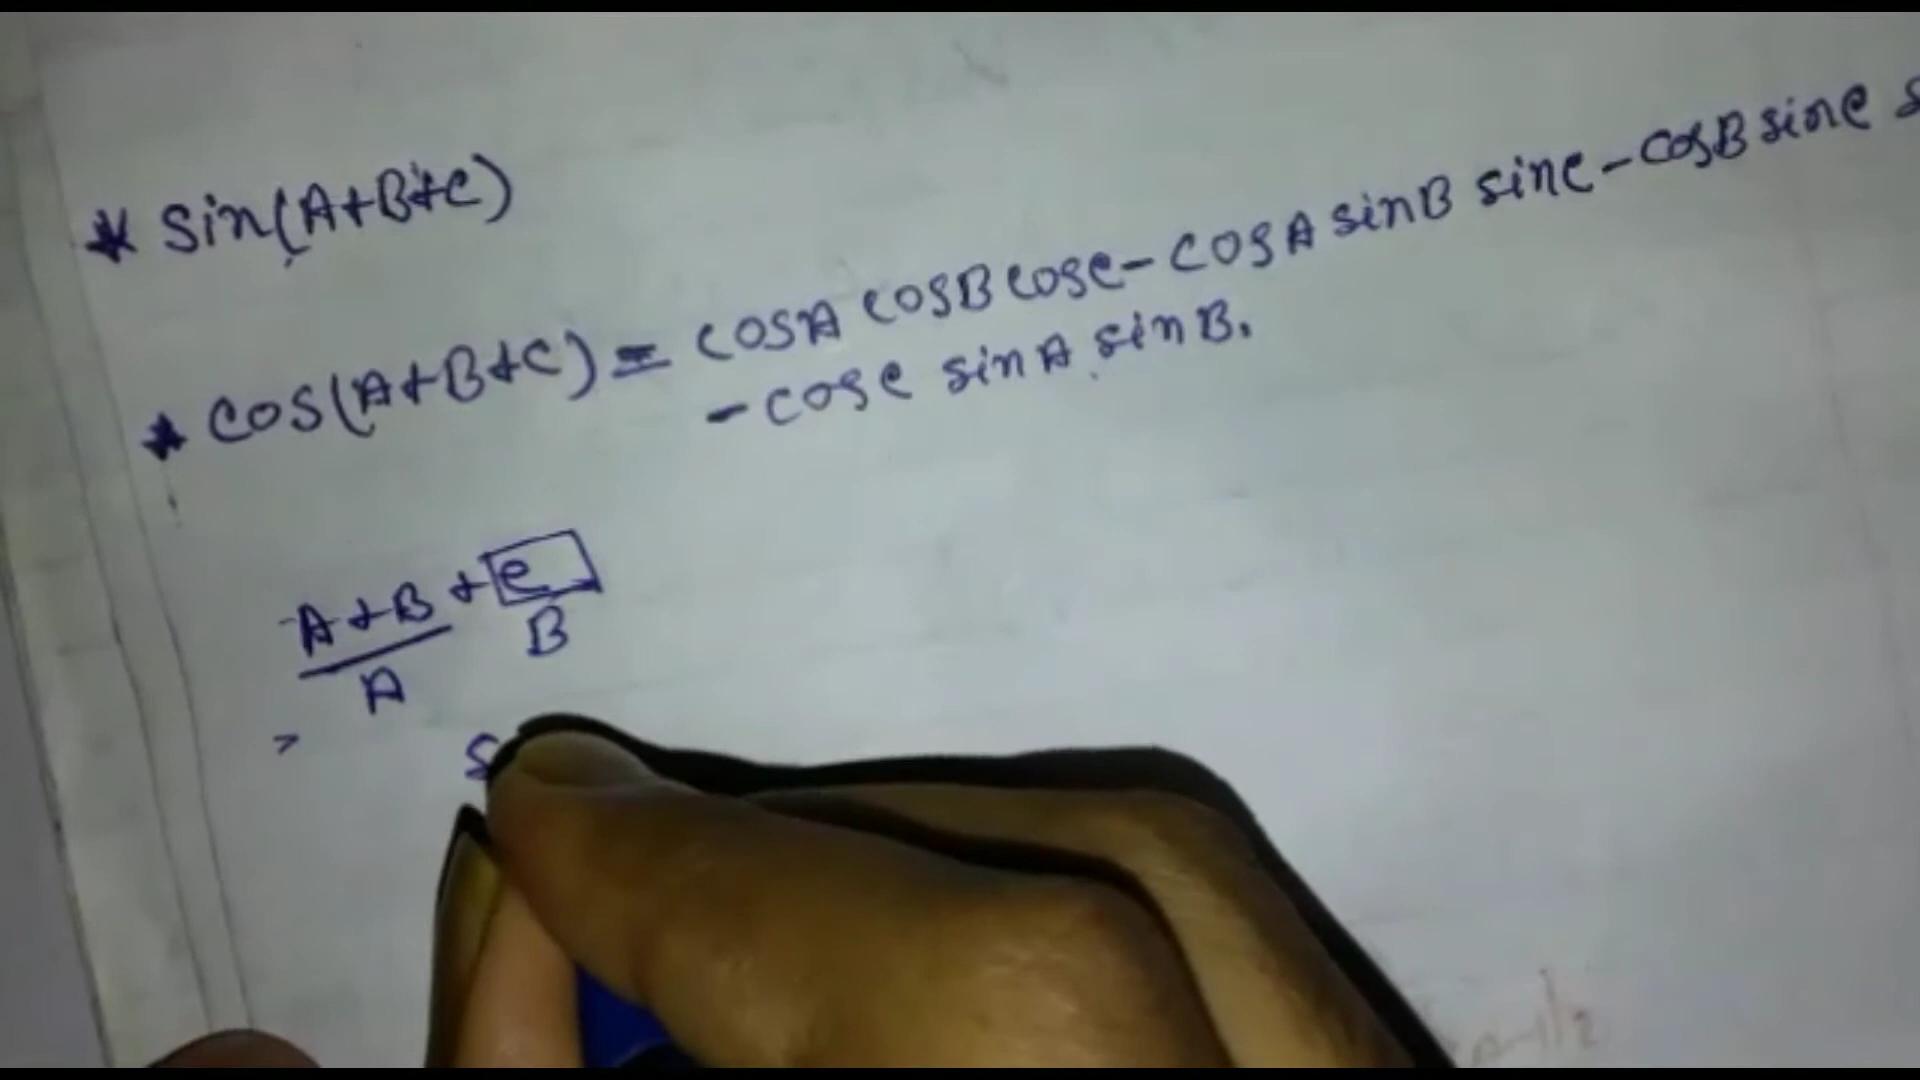 * Sin(A+B+C)
* cos(A+B+C) = cosA cosB cosC - cosA sinB sinC - cosB sinC
- cosC sinA sinB.
A+B + C
A B
>
S